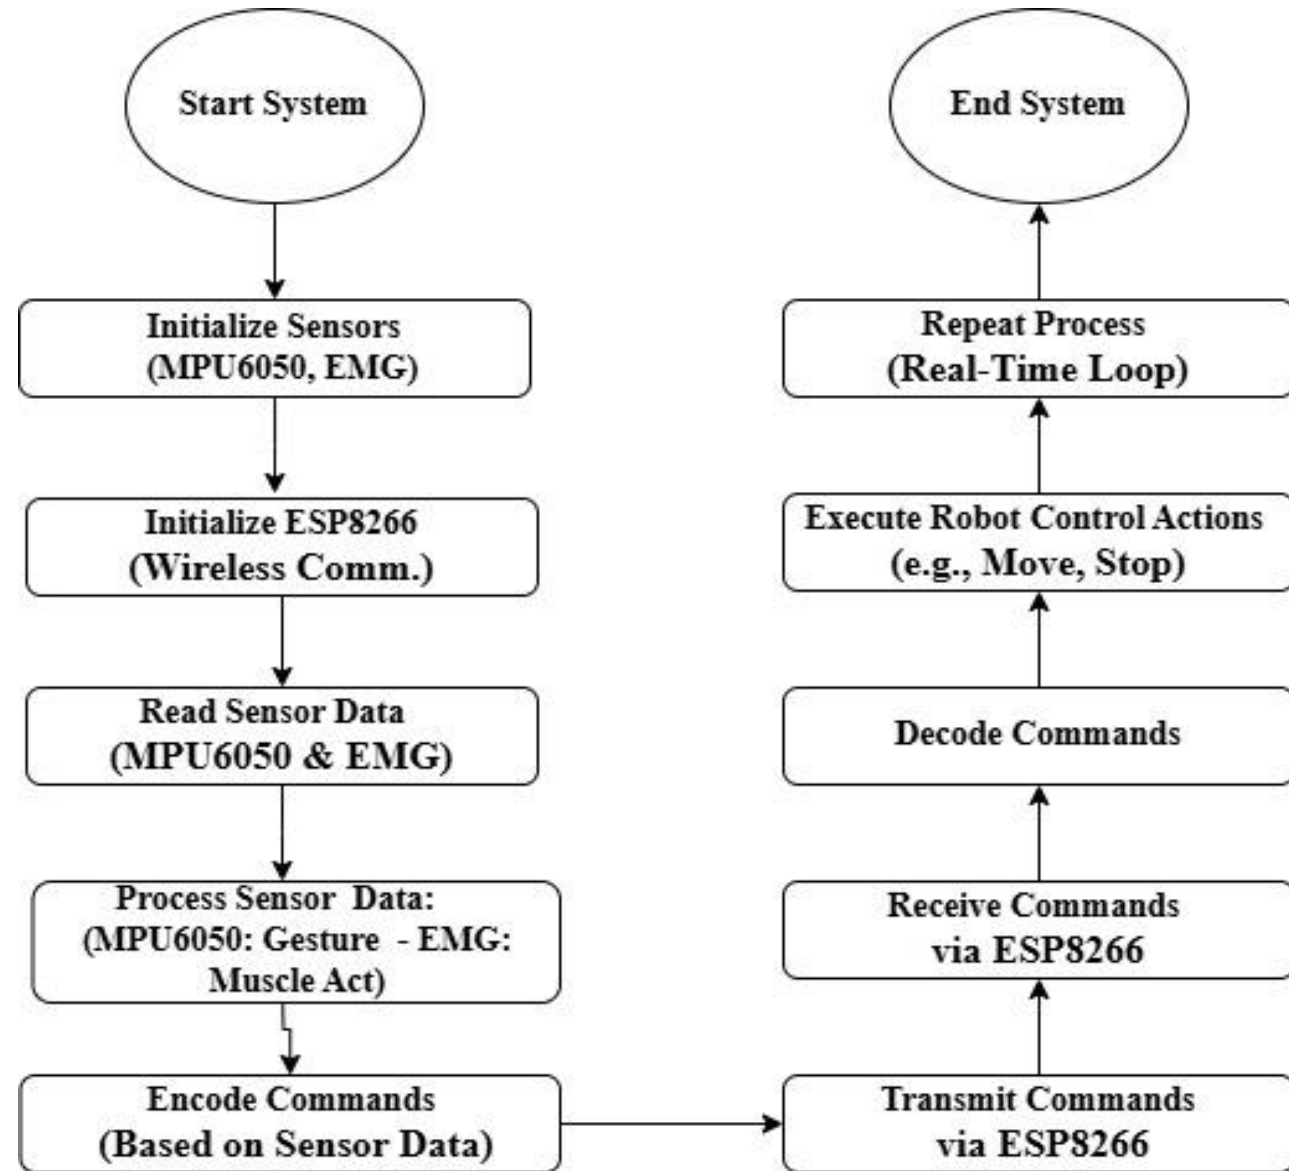 Start System
Initialize Sensors
(MPU6050, EMG)
Initialize ESP8266
(Wireless Comm.)
Read Sensor Data
(MPU6050 & EMG)
Process Sensor Data:
(MPU6050: Gesture - EMG:
Muscle Act)
Encode Commands
(Based on Sensor Data)
Transmit Commands
via ESP8266
Receive Commands
via ESP8266
Decode Commands
Execute Robot Control Actions
(e.g., Move, Stop)
Repeat Process
(Real-Time Loop)
End System